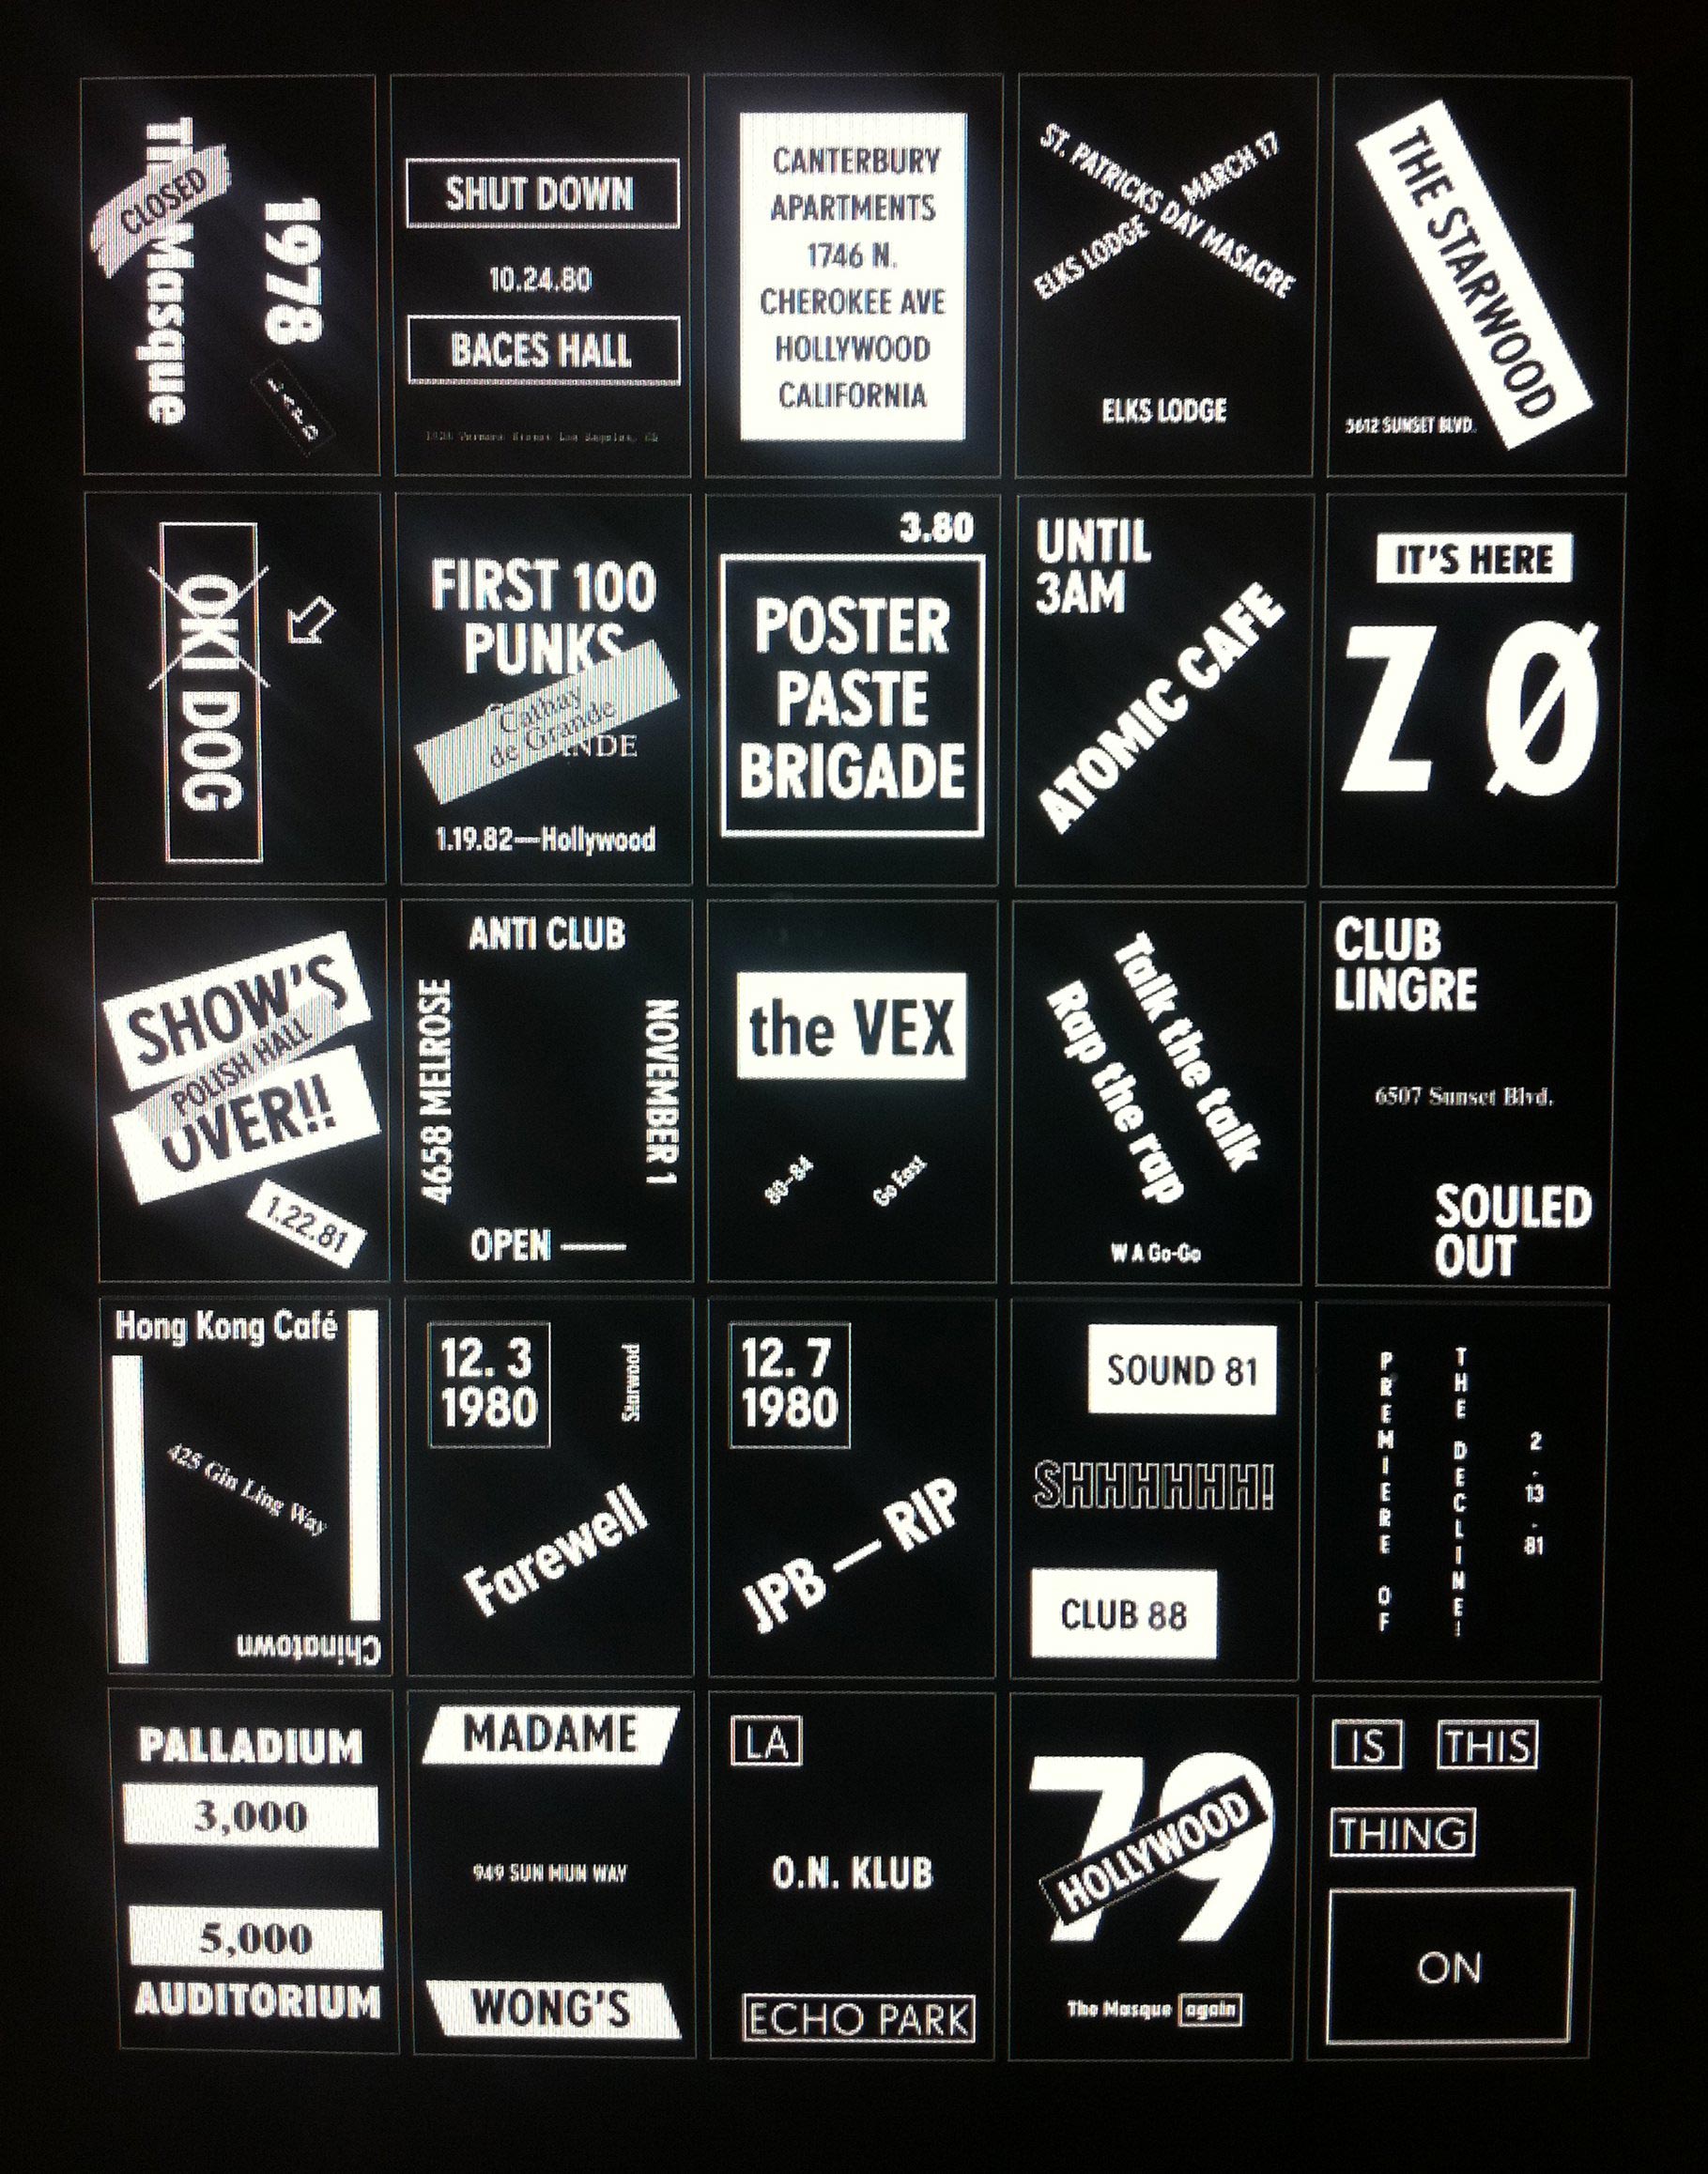 The Masque
CLOSED
1978
SHUT DOWN
10.24.80
BACES HALL
CANTERBURY
APARTMENTS
1746 N.
CHEROKEE AVE
HOLLYWOOD
CALIFORNIA
ST. PATRICKS DAY MASACRE
MARCH 17
ELKS LODGE
ELKS LODGE
THE STARWOOD
5612 SUNSET BLVD.
OKI DOG
FIRST 100
PUNKS
Cathay
de Grande
NDE
1.19.82—Hollywood
3.80
POSTER
PASTE
BRIGADE
UNTIL
3AM
ATOMIC CAFE
IT'S HERE
Z Ø
SHOW'S
POLISH HALL
OVER!!
1.22.81
ANTI CLUB
4658 MELROSE
NOVEMBER 1
OPEN —
the VEX
80–84
Go East
Talk the talk
Rap the rap
W A Go-Go
CLUB
LINGRE
6507 Sunset Blvd.
SOULED
OUT
Hong Kong Café
425 Gin Ling Way
Chinatown
12. 3
1980
Starwood
Farewell
12. 7
1980
JPB — RIP
SOUND 81
SHHHHHH!
CLUB 88
PREMIERE OF
THE DECLINE!
2.13.81
PALLADIUM
3,000
5,000
AUDITORIUM
MADAME
949 SUN MUN WAY
WONG'S
LA
O.N. KLUB
ECHO PARK
79
HOLLYWOOD
The Masque again
IS THIS
THING
ON